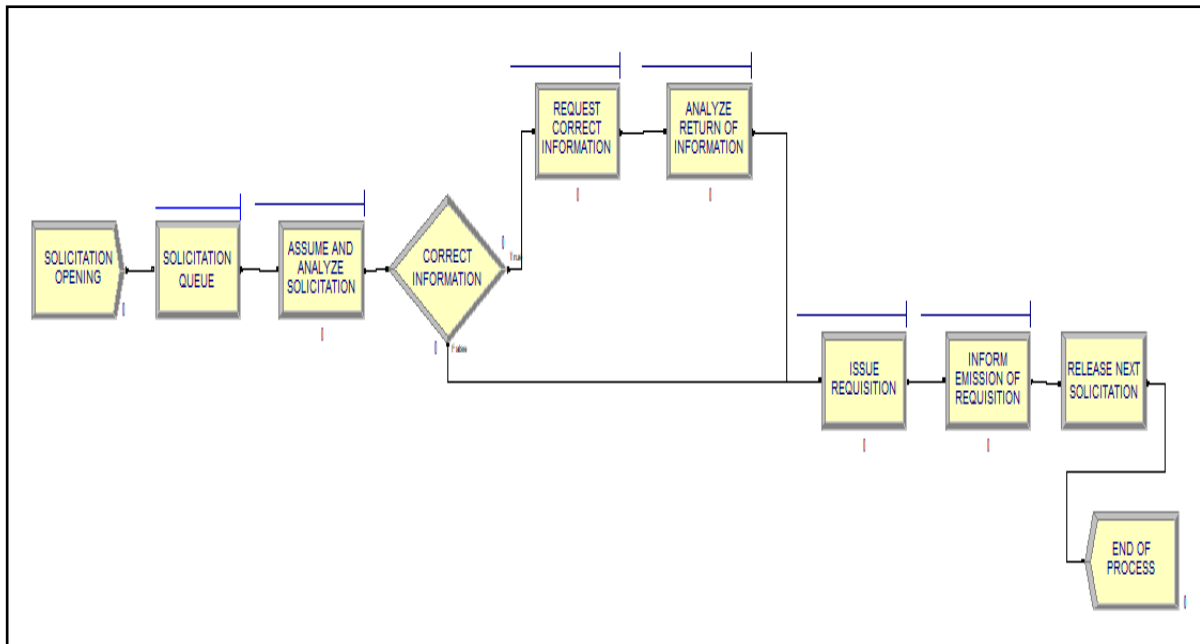 SOLICITATION
OPENING
SOLICITATION
QUEUE
ASSUME AND
ANALYZE
SOLICITATION
CORRECT
INFORMATION
True
False
REQUEST
CORRECT
INFORMATION
ANALYZE
RETURN OF
INFORMATION
ISSUE
REQUISITION
INFORM
EMISSION OF
REQUISITION
RELEASE NEXT
SOLICITATION
END OF
PROCESS